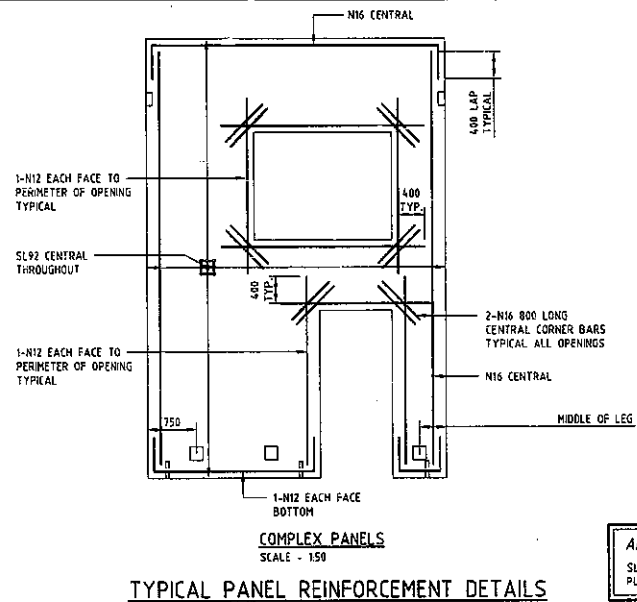 N16 CENTRAL
400 LAP
TYPICAL
1-N12 EACH FACE TO
PERIMETER OF OPENING
TYPICAL
400
TYP.
SL92 CENTRAL
THROUGHOUT
400
TYP.
2-N16 800 LONG
CENTRAL CORNER BARS
TYPICAL ALL OPENINGS
1-N12 EACH FACE TO
PERIMETER OF OPENING
TYPICAL
N16 CENTRAL
750
MIDDLE OF LEG
1-N12 EACH FACE
BOTTOM
COMPLEX PANELS
SCALE - 1:50
TYPICAL PANEL REINFORCEMENT DETAILS